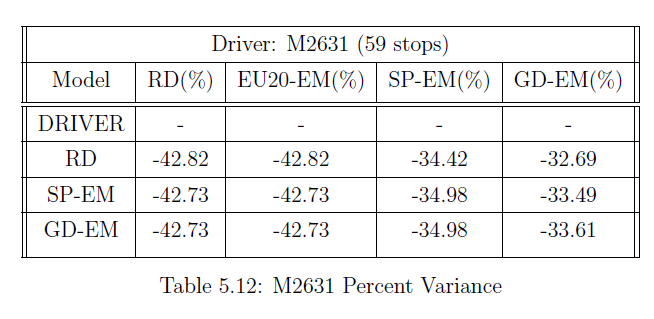 Driver: M2631 (59 stops)
Model RD(%) EU20-EM(%) SP-EM(%) GD-EM(%)
DRIVER - - - -
RD -42.82 -42.82 -34.42 -32.69
SP-EM -42.73 -42.73 -34.98 -33.49
GD-EM -42.73 -42.73 -34.98 -33.61
Table 5.12: M2631 Percent Variance